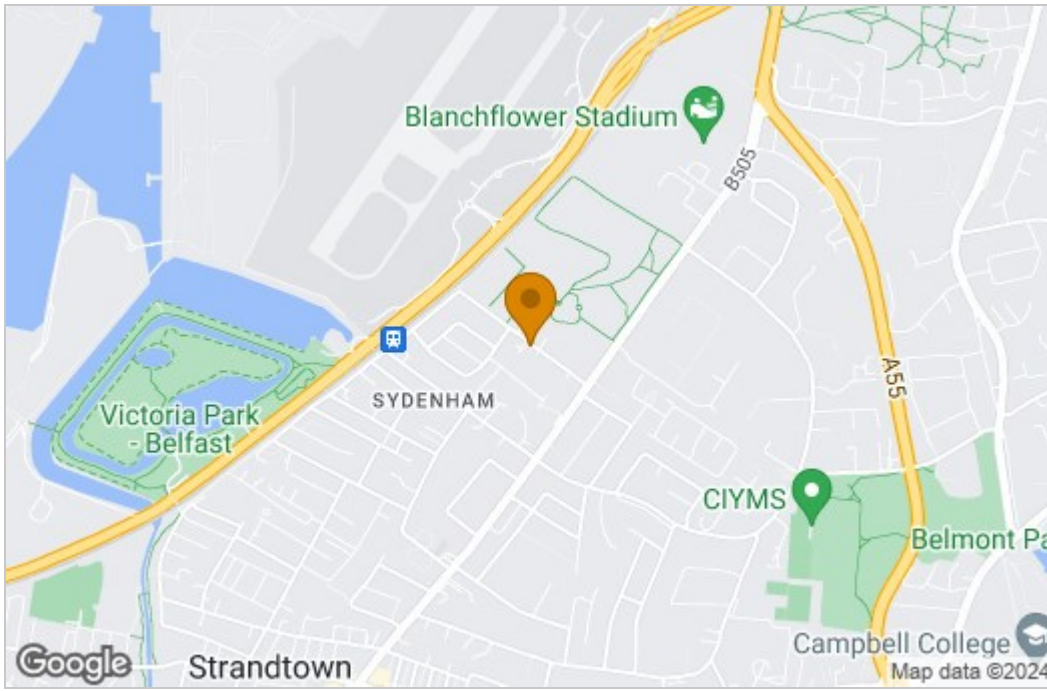 Blanchflower Stadium
B505
SYDENHAM
Victoria Park
- Belfast
A55
CIYMS
Belmont Pa
Campbell College
Strandtown
Google
Map data ©2024